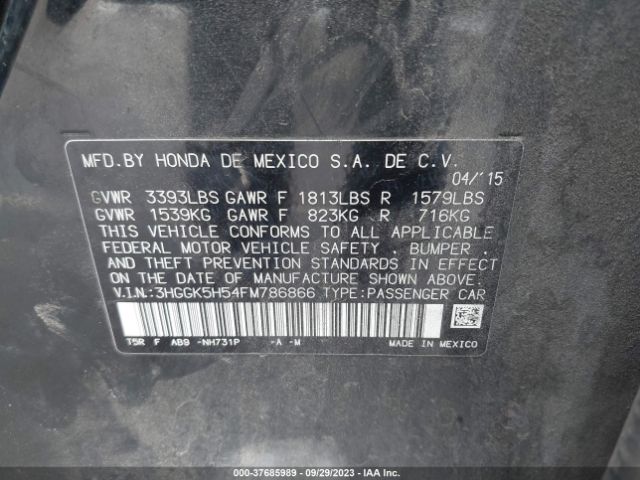 MFD.BY HONDA DE MEXICO S.A. DE C.V.
04/'15
GVWR 3393LBS GAWR F 1813LBS R 1579LBS
GVWR 1539KG GAWR F 823KG R 716KG
THIS VEHICLE CONFORMS TO ALL APPLICABLE
FEDERAL MOTOR VEHICLE SAFETY , BUMPER ,
AND THEFT PREVENTION STANDARDS IN EFFECT
ON THE DATE OF MANUFACTURE SHOWN ABOVE.
V.I.N.:3HGGK5H54FM786866 TYPE:PASSENGER CAR
T5R F AB9 -NH731P -A -M MADE IN MEXICO
000-37685989 - 09/29/2023 - IAA Inc.